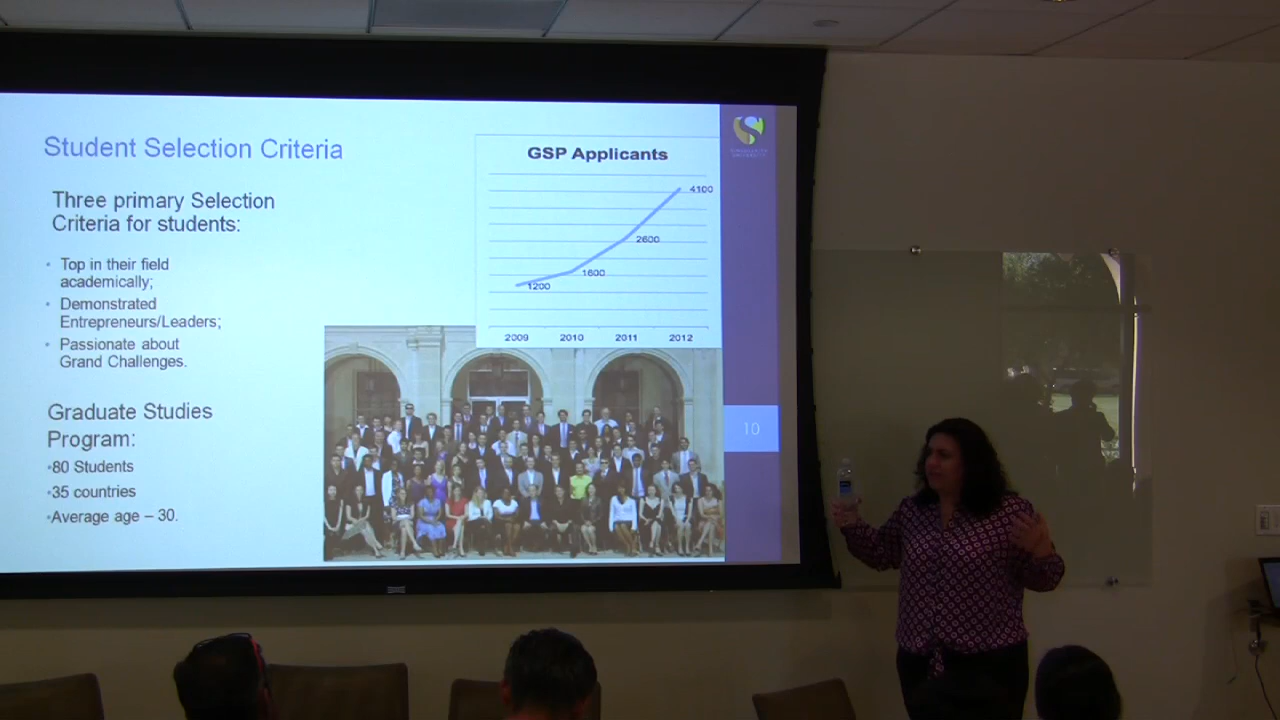 Student Selection Criteria
Three primary Selection
Criteria for students:
• Top in their field
academically;
• Demonstrated
Entrepreneurs/Leaders;
• Passionate about
Grand Challenges.
Graduate Studies
Program:
•80 Students
•35 countries
•Average age – 30.
GSP Applicants
4100
2600
1600
1200
2009 2010 2011 2012
10